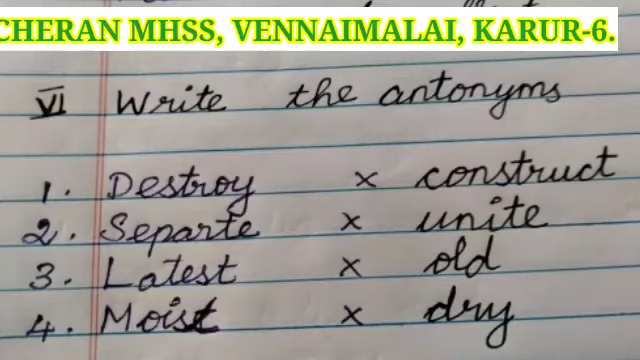 CHERAN MHSS, VENNAIMALAI, KARUR-6.
VI Write the antonyms
1. Destroy x construct
2. Separte x unite
3. Latest x old
4. Moist x dry